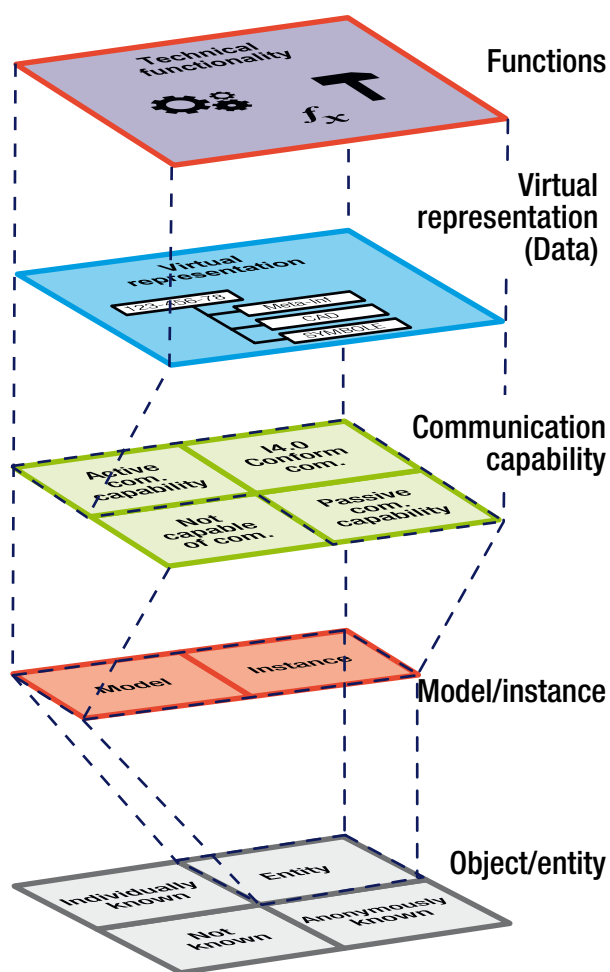 Technical
functionality
fx
Functions
Virtual
representation
(Data)
Virtual
representation
123-456-78
Meta-Inf
CAD
SYMBOLE
Communication
capability
Active
com.
capability
I4.0
Conform
com.
Not
capable
of com.
Passive
com.
capability
Model
Instance
Model/instance
Object/entity
Individually
known
Entity
Not
known
Anonymously
known